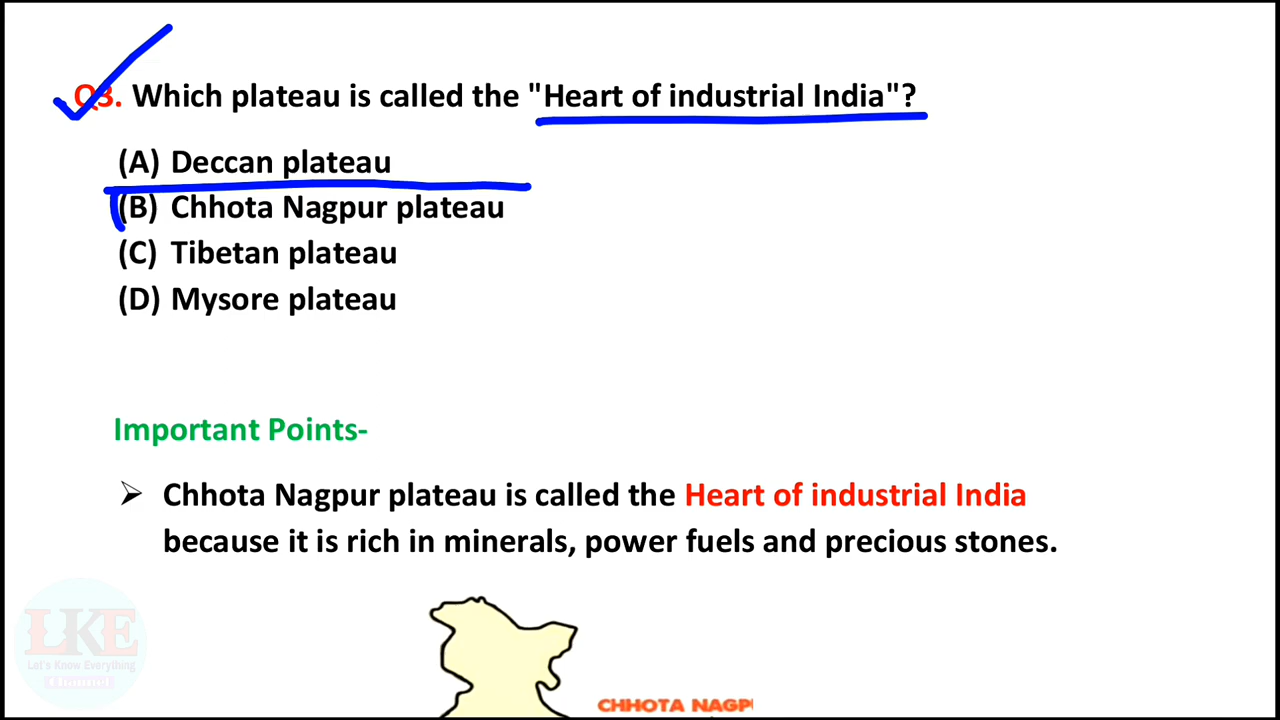 Q3. Which plateau is called the "Heart of industrial India"?
(A) Deccan plateau
(B) Chhota Nagpur plateau
(C) Tibetan plateau
(D) Mysore plateau
Important Points-
➢ Chhota Nagpur plateau is called the Heart of industrial India
because it is rich in minerals, power fuels and precious stones.
LKE
Let's Know Everything
CHHOTA NAGP